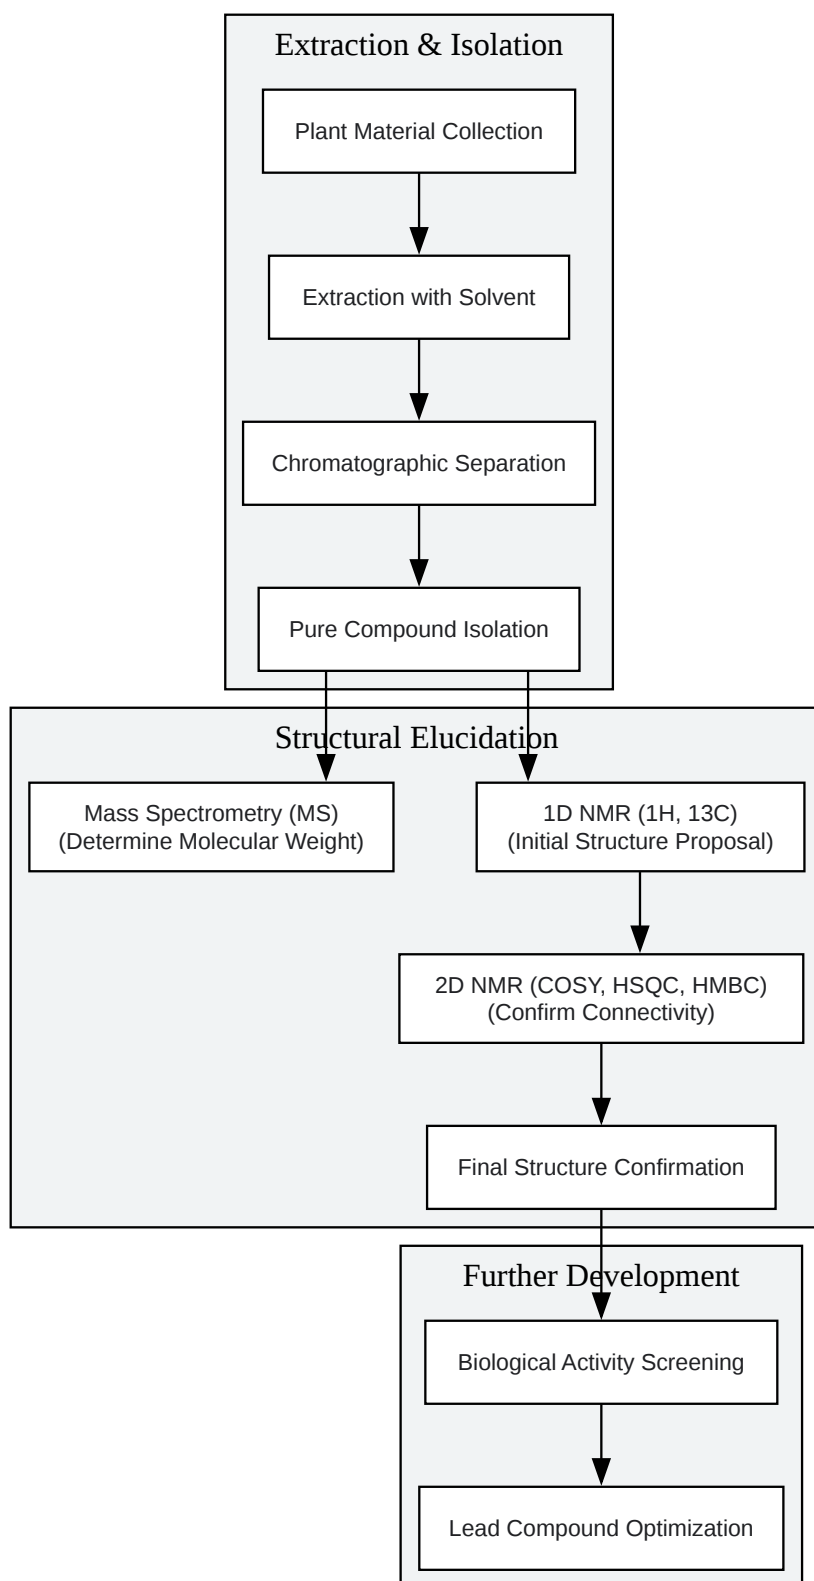 Extraction & Isolation
Plant Material Collection
Extraction with Solvent
Chromatographic Separation
Pure Compound Isolation
Structural Elucidation
Mass Spectrometry (MS)
(Determine Molecular Weight)
1D NMR (1H, 13C)
(Initial Structure Proposal)
2D NMR (COSY, HSQC, HMBC)
(Confirm Connectivity)
Final Structure Confirmation
Further Development
Biological Activity Screening
Lead Compound Optimization